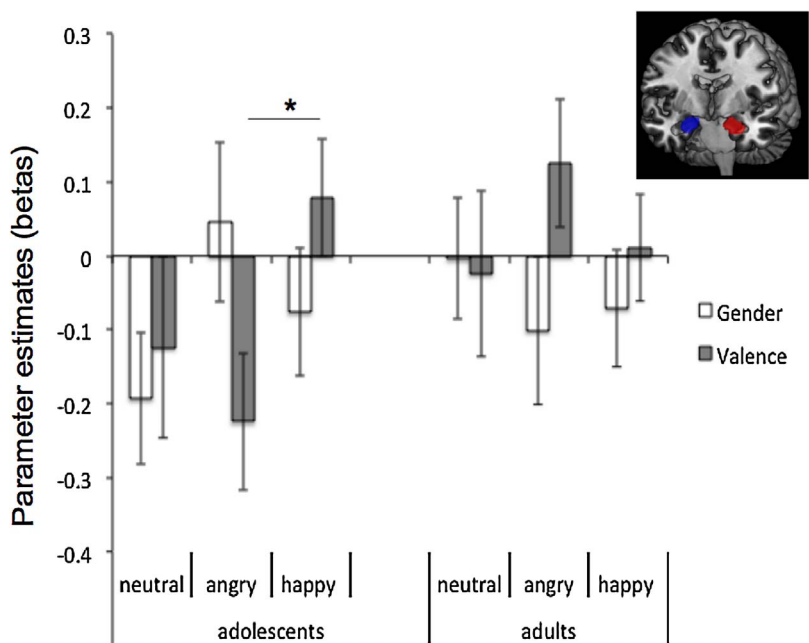 Parameter estimates (betas)
0.3
0.2
0.1
0
-0.1
-0.2
-0.3
-0.4
*
Gender
Valence
neutral angry happy neutral angry happy
adolescents adults